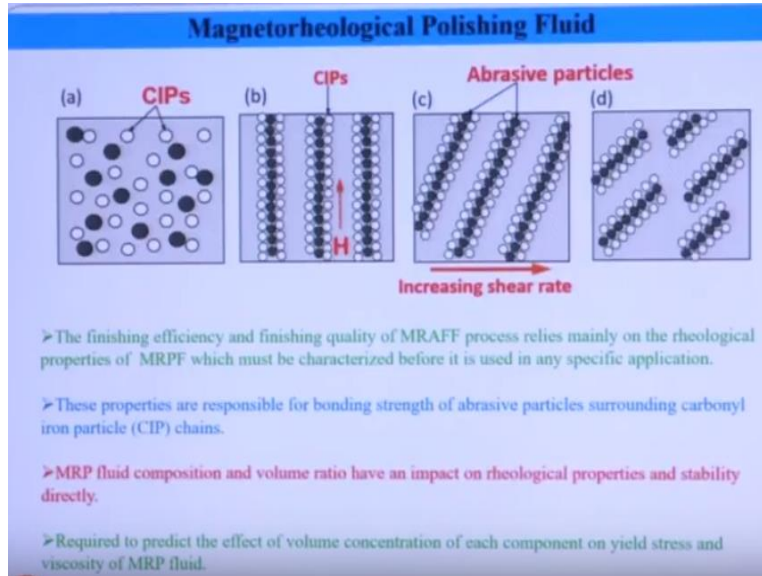 Magnetorheological Polishing Fluid
(a)
CIPs
(b)
CIPs
(c)
Abrasive particles
(d)
H
Increasing shear rate
➢The finishing efficiency and finishing quality of MRAFF process relies mainly on the rheological
properties of MRPF which must be characterized before it is used in any specific application.
➢These properties are responsible for bonding strength of abrasive particles surrounding carbonyl
iron particle (CIP) chains.
➢MRP fluid composition and volume ratio have an impact on rheological properties and stability
directly.
➢Required to predict the effect of volume concentration of each component on yield stress and
viscosity of MRP fluid.